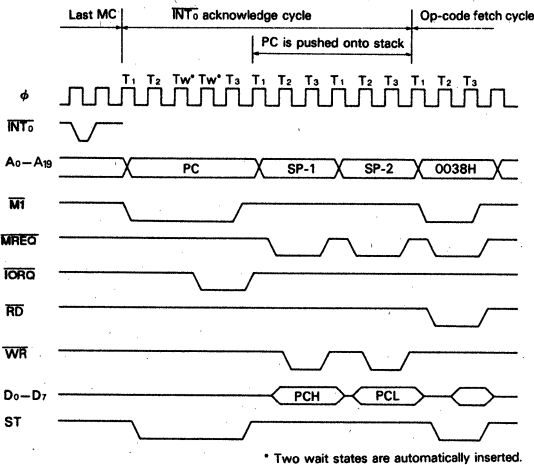 Last MC
INT₀ acknowledge cycle
Op-code fetch cycle
PC is pushed onto stack
T₁ T₂ Tw* Tw* T₃ T₁ T₂ T₃ T₁ T₂ T₃ T₁ T₂ T₃
φ
INT₀
A₀–A₁₉ PC SP-1 SP-2 0038H
M1
MREQ
IORQ
RD
WR
D₀–D₇ PCH PCL
ST
* Two wait states are automatically inserted.